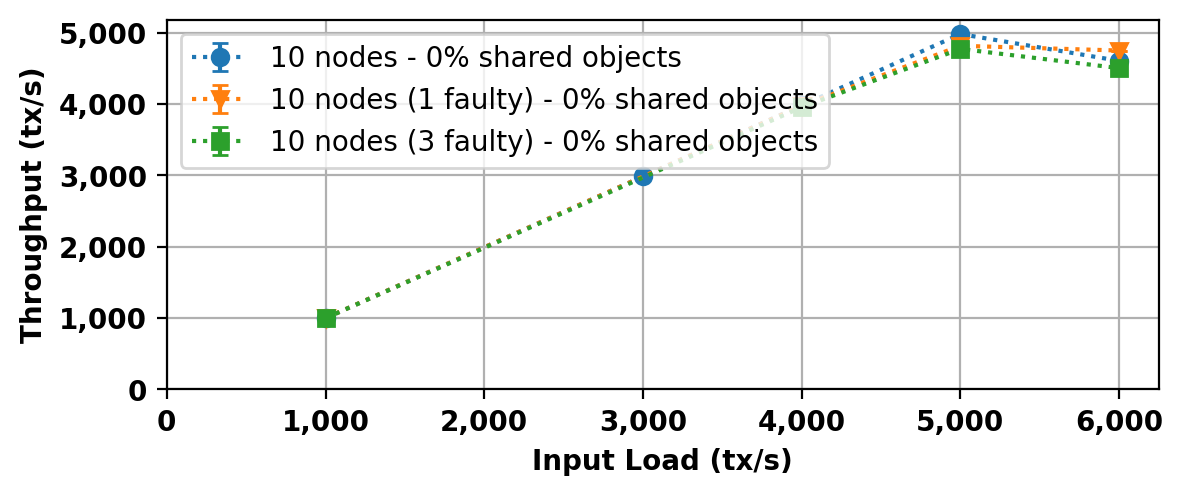 5,000
4,000
3,000
2,000
1,000
0
Throughput (tx/s)
10 nodes - 0% shared objects
10 nodes (1 faulty) - 0% shared objects
10 nodes (3 faulty) - 0% shared objects
0 1,000 2,000 3,000 4,000 5,000 6,000
Input Load (tx/s)